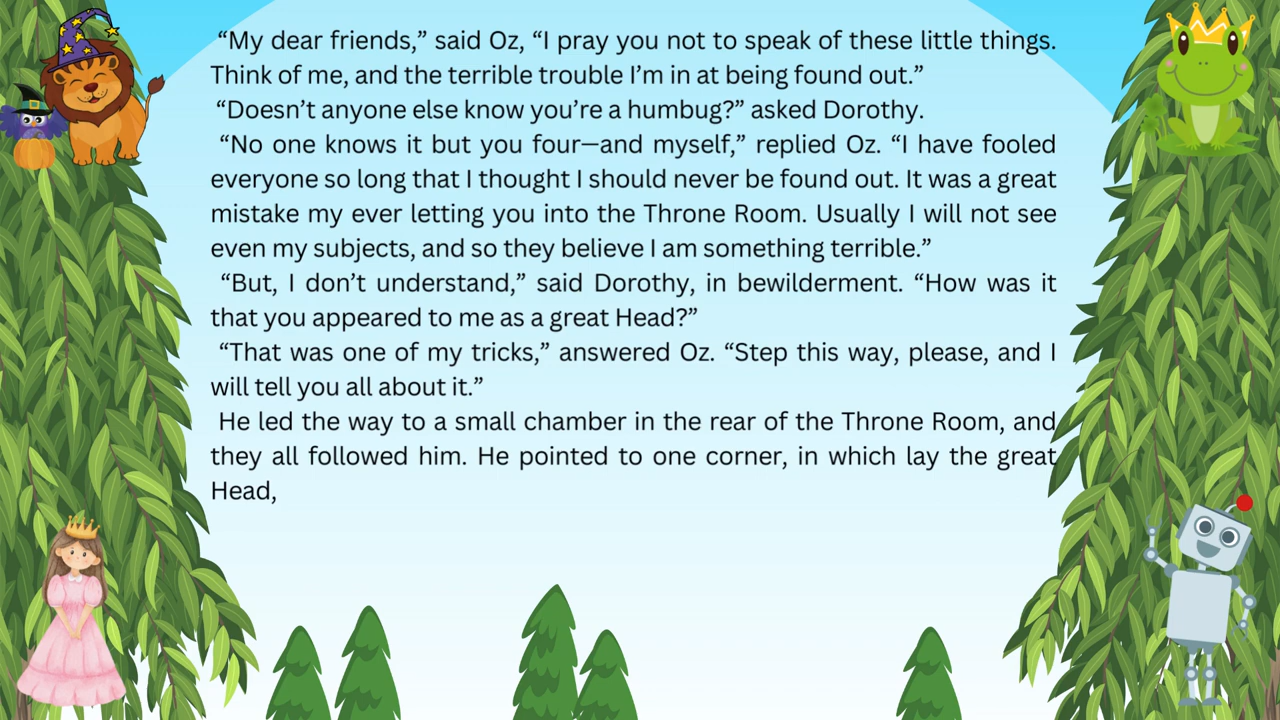 “My dear friends,” said Oz, “I pray you not to speak of these little things.
Think of me, and the terrible trouble I’m in at being found out.”
“Doesn’t anyone else know you’re a humbug?” asked Dorothy.
“No one knows it but you four—and myself,” replied Oz. “I have fooled
everyone so long that I thought I should never be found out. It was a great
mistake my ever letting you into the Throne Room. Usually I will not see
even my subjects, and so they believe I am something terrible.”
“But, I don’t understand,” said Dorothy, in bewilderment. “How was it
that you appeared to me as a great Head?”
“That was one of my tricks,” answered Oz. “Step this way, please, and I
will tell you all about it.”
He led the way to a small chamber in the rear of the Throne Room, and
they all followed him. He pointed to one corner, in which lay the great
Head,